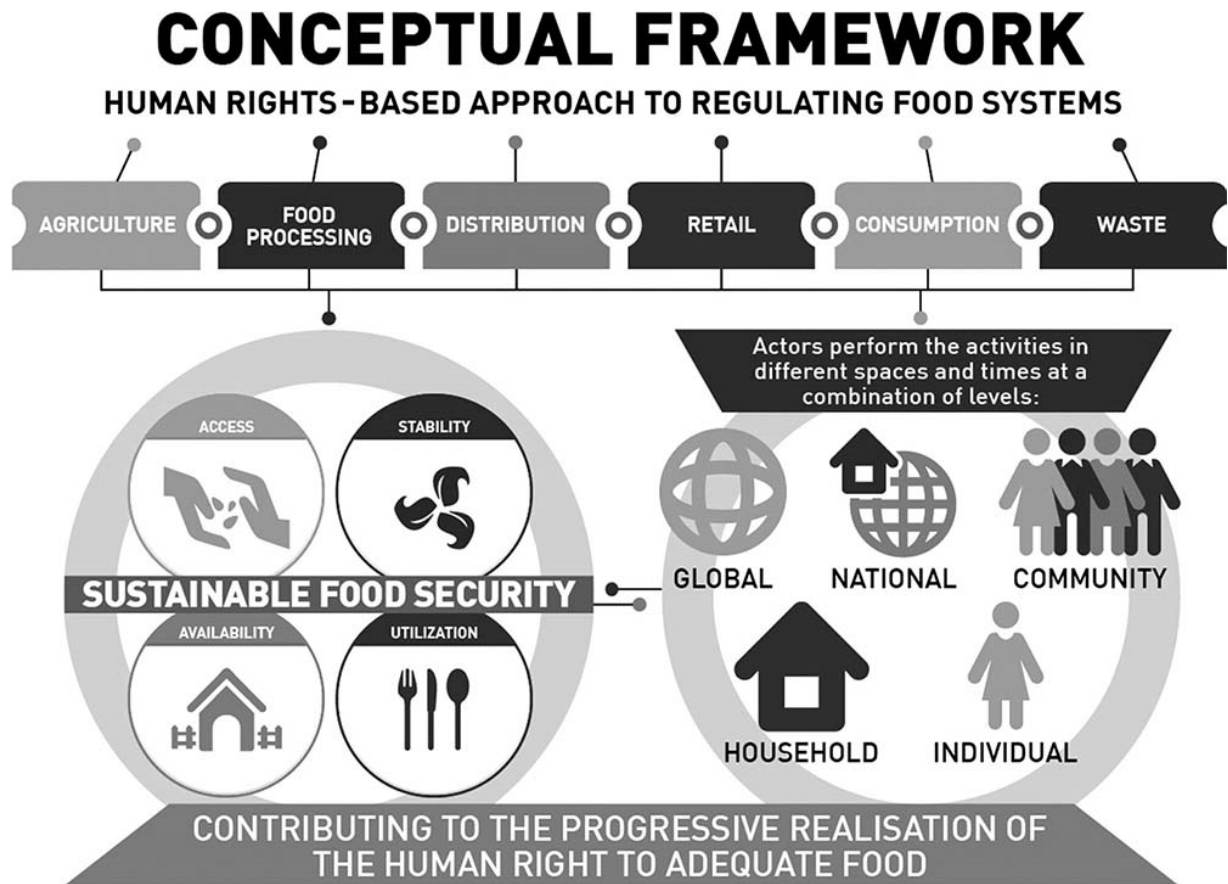 CONCEPTUAL FRAMEWORK
HUMAN RIGHTS-BASED APPROACH TO REGULATING FOOD SYSTEMS
AGRICULTURE
FOOD
PROCESSING
DISTRIBUTION
RETAIL
CONSUMPTION
WASTE
Actors perform the activities in
different spaces and times at a
combination of levels:
ACCESS
STABILITY
SUSTAINABLE FOOD SECURITY
AVAILABILITY
UTILIZATION
GLOBAL
NATIONAL
COMMUNITY
HOUSEHOLD
INDIVIDUAL
CONTRIBUTING TO THE PROGRESSIVE REALISATION OF
THE HUMAN RIGHT TO ADEQUATE FOOD